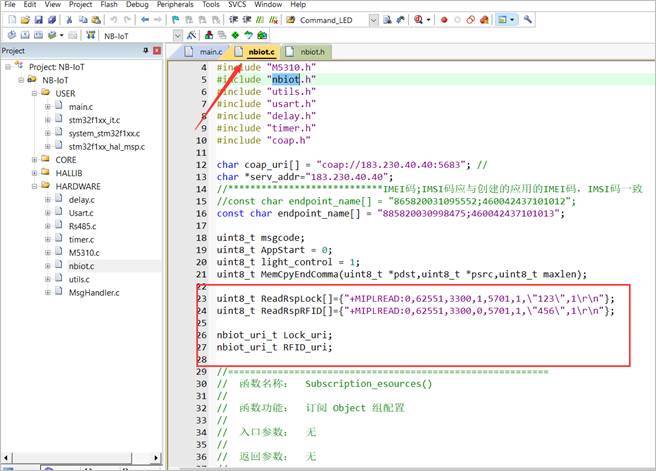 File Edit View Project Flash Debug Peripherals Tools SVCS Window Help
Command_LED
NB-IoT
Project
Project: NB-IoT
NB-IoT
USER
main.c
stm32f1xx_it.c
system_stm32f1xx.c
stm32f1xx_hal_msp.c
CORE
HALLIB
HARDWARE
delay.c
Usart.c
Rs485.c
timer.c
M5310.c
nbiot.c
utils.c
MsgHandler.c
main.c nbiot.c nbiot.h
4 #include "M5310.h"
5 #include "nbiot.h"
6 #include "utils.h"
7 #include "usart.h"
8 #include "delay.h"
9 #include "timer.h"
10 #include "coap.h"
11
12 char coap_uri[] = "coap://183.230.40.40:5683"; //
13 char *serv_addr="183.230.40.40";
14 //****************************IMEI码;IMSI码应与创建的应用的IMEI码，IMSI码一致
15 //const char endpoint_name[] = "865820031095552;460042437101012";
16 const char endpoint_name[] = "885820030998475;460042437101013";
17
18 uint8_t msgcode;
19 uint8_t AppStart = 0;
20 uint8_t light_control = 1;
21 uint8_t MemCpyEndComma(uint8_t *pdst,uint8_t *psrc,uint8_t maxlen);
22
23 uint8_t ReadRspLock[]={"+MIPLREAD:0,62551,3300,1,5701,1,\"123\",1\r\n"};
24 uint8_t ReadRspRFID[]={"+MIPLREAD:0,62551,3300,0,5701,1,\"456\",1\r\n"};
25
26 nbiot_uri_t Lock_uri;
27 nbiot_uri_t RFID_uri;
28
29 //==========================================================
30 // 函数名称： Subscription_esources()
31 //
32 // 函数功能： 订阅 Object 组配置
33 //
34 // 入口参数： 无
35 //
36 // 返回参数： 无
37 //